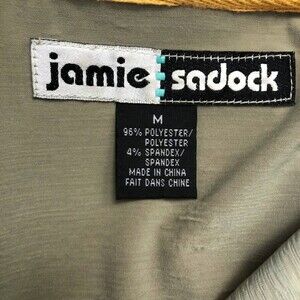 jamie sadock
M
96% POLYESTER/
POLYESTER
4% SPANDEX/
SPANDEX
MADE IN CHINA
FAIT DANS CHINE